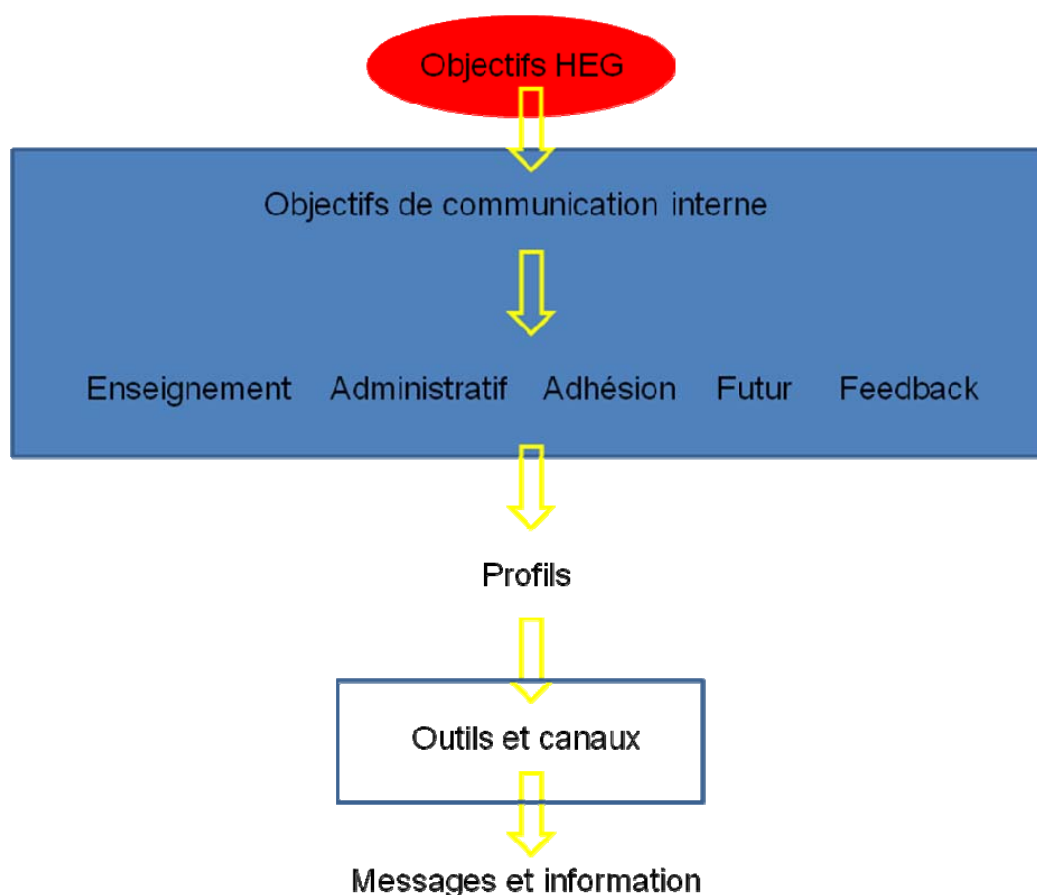 Objectifs HEG
Objectifs de communication interne
Enseignement Administratif Adhésion Futur Feedback
Profils
Outils et canaux
Messages et information